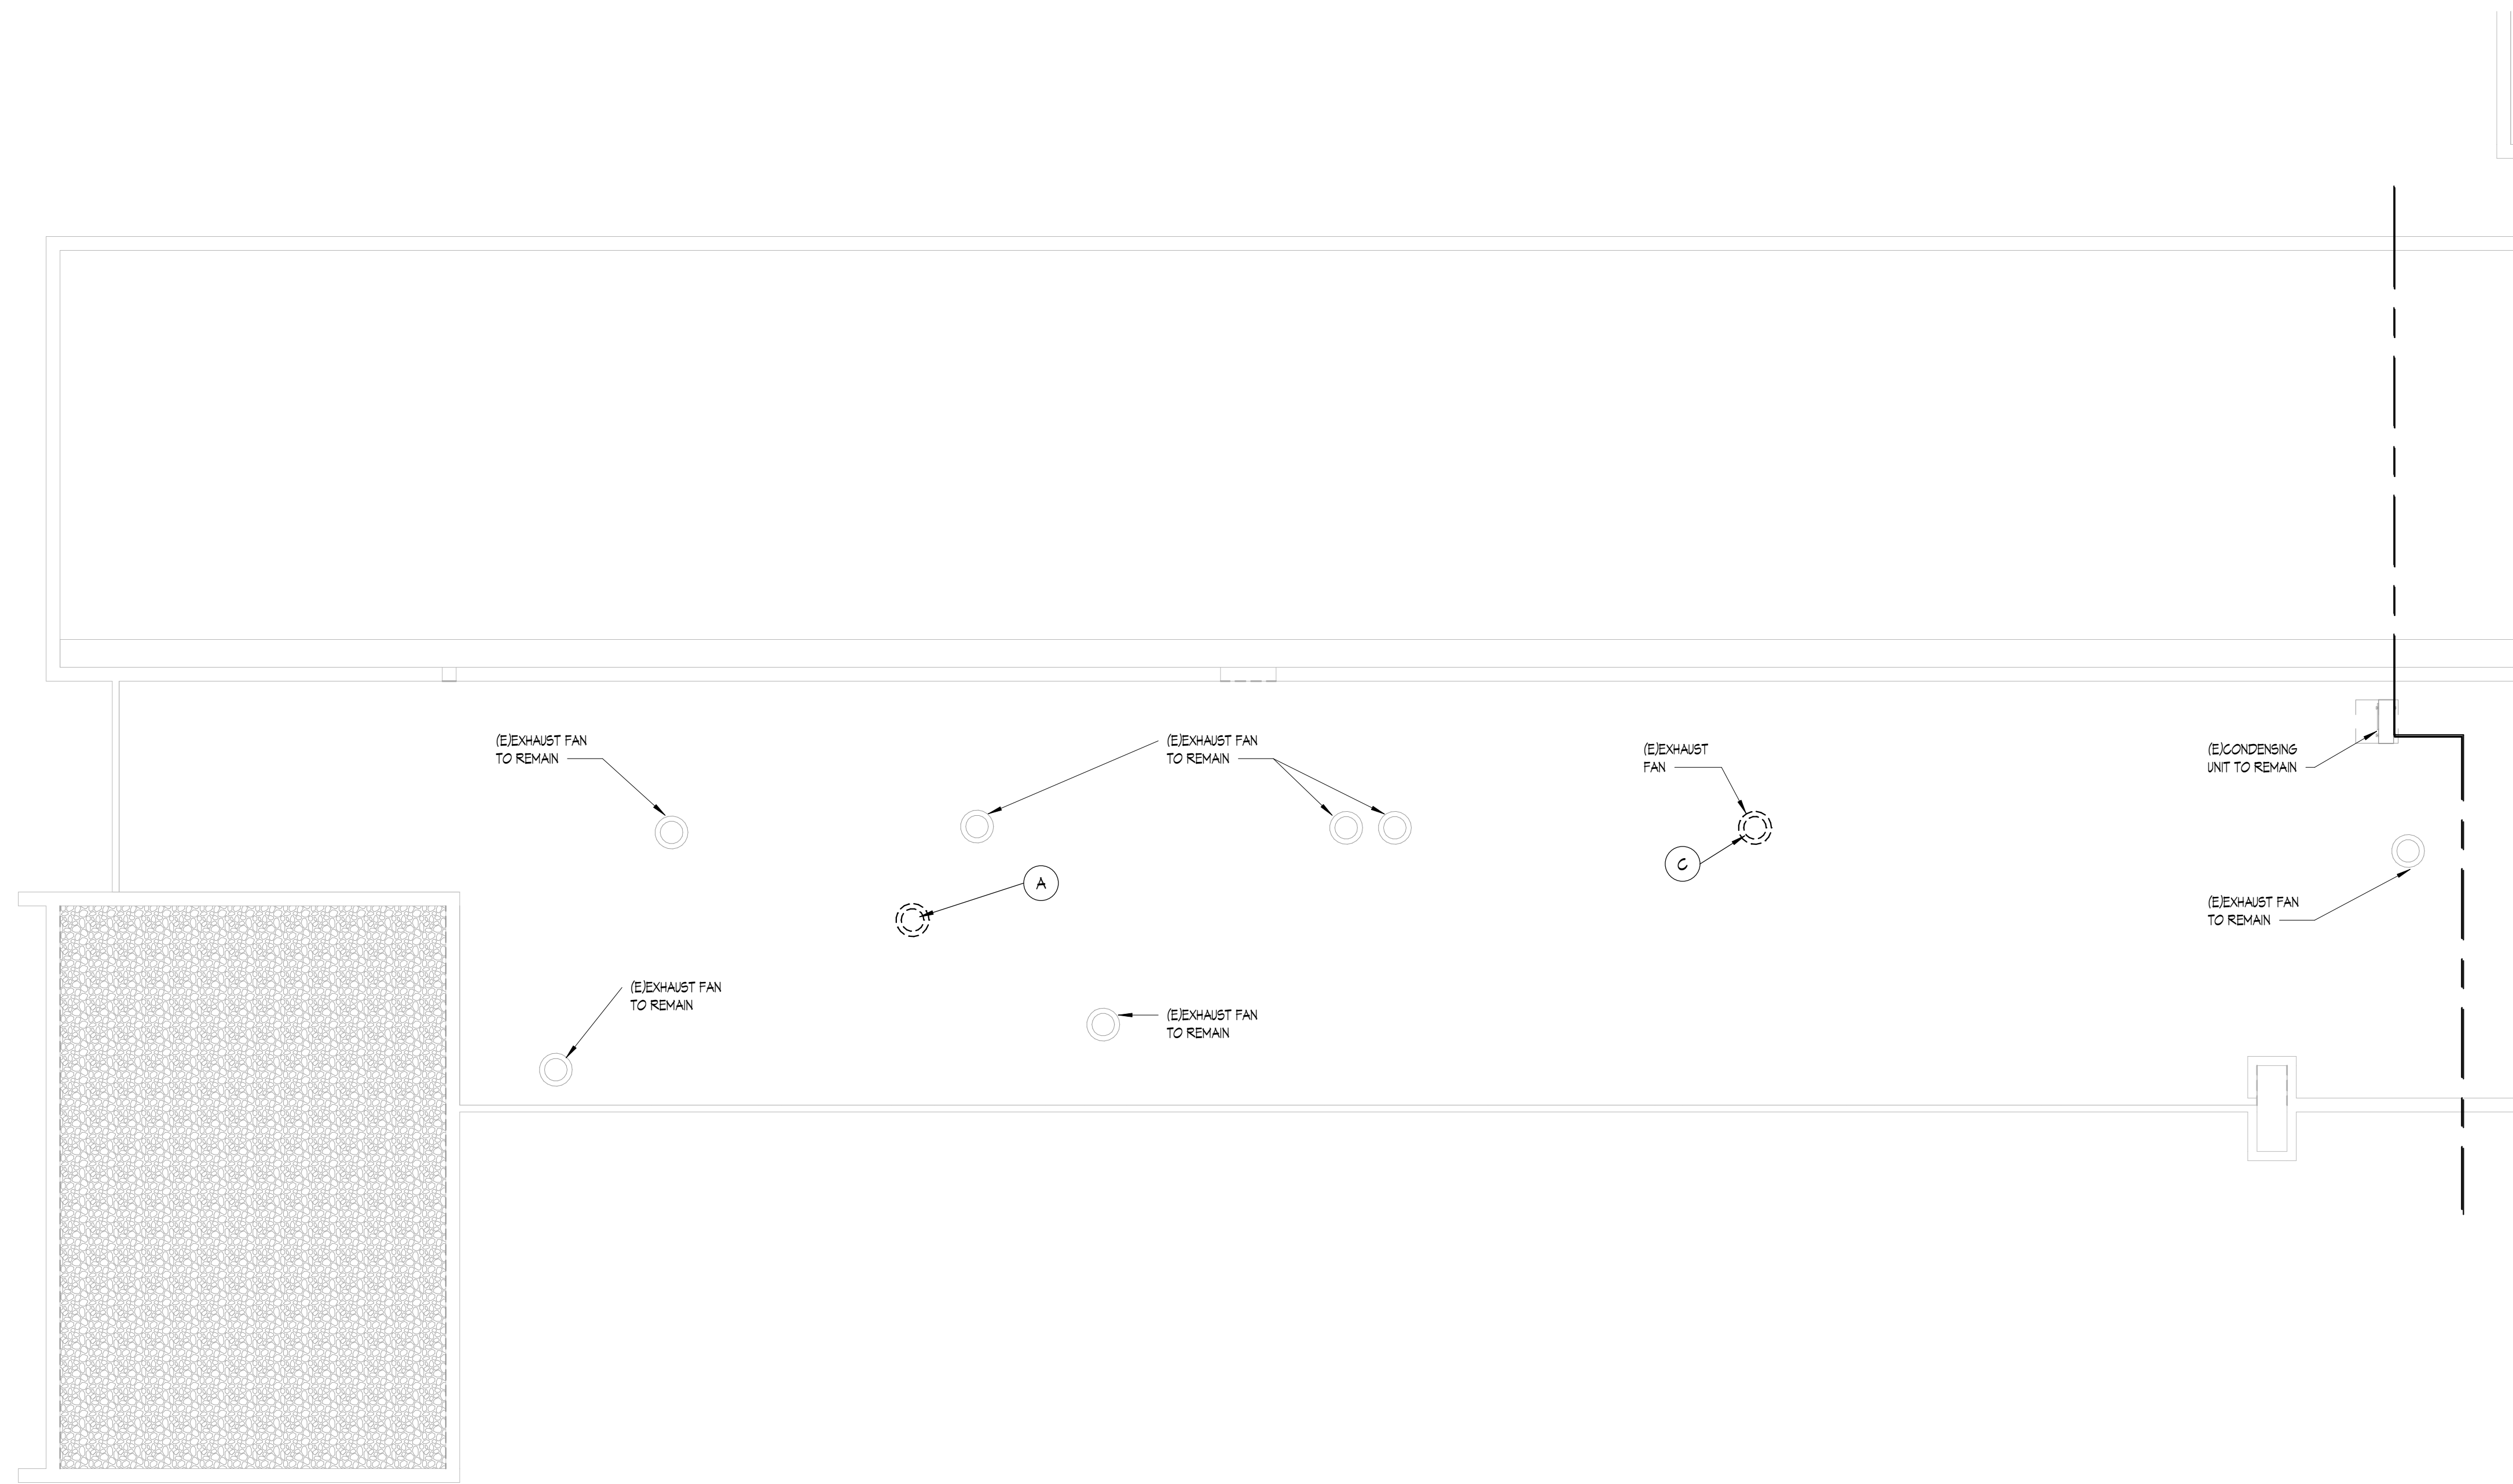 (E)EXHAUST FAN
TO REMAIN
(E)EXHAUST FAN
TO REMAIN
(E)EXHAUST
FAN
(E)CONDENSING
UNIT TO REMAIN
C
A
(E)EXHAUST FAN
TO REMAIN
(E)EXHAUST FAN
TO REMAIN
(E)EXHAUST FAN
TO REMAIN